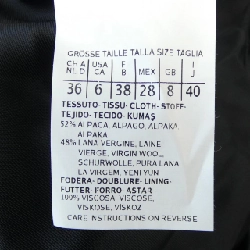 GROSSE TAILLE TALLA SIZE TAGLIA
CH A USA F MEX GB I
NL D CA B J
36 6 38 28 8 40
TESSUTO-TISSU-CLOTH-STOFF-
TEJIDO-TECIDO-KUMAŞ
52% ALPACA, ALPAGO, ALPAKA,
ALPAKA
48% LANA VERGINE, LAINE
VIERGE, VIRGIN WOOL,
SCHURWOLLE, PURA LANA
LA VIRGEM, YENI YUN
FODERA-DOUBLURE-LINING-
FUTTER-FORRO-ASTAR
100% VISCOSA, VISCOSE,
VISKOSE, VISKOZ
CARE INSTRUCTIONS ON REVERSE